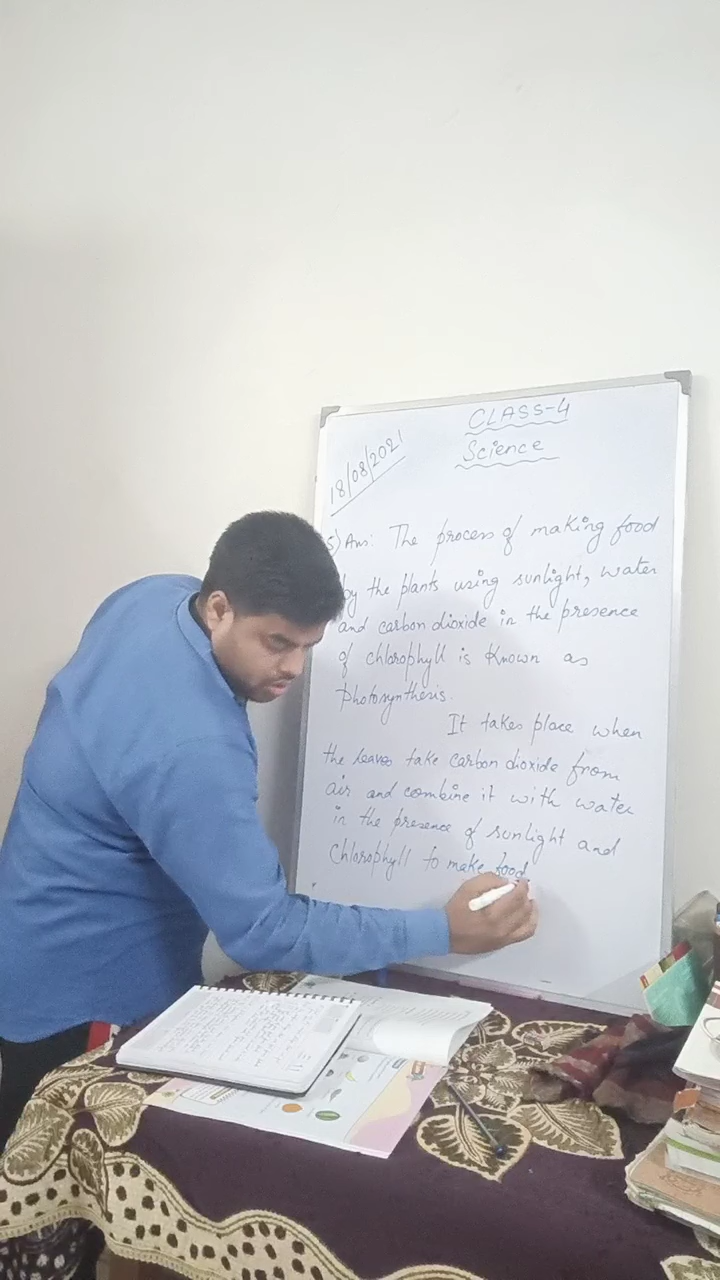 CLASS-4
Science
18/08/2021
5) Ans: The process of making food
by the plants using sunlight, water
and carbon dioxide in the presence
of chlorophyll is known as
photosynthesis.
It takes place when
the leaves take carbon dioxide from
air and combine it with water
in the presence of sunlight and
chlorophyll to make food